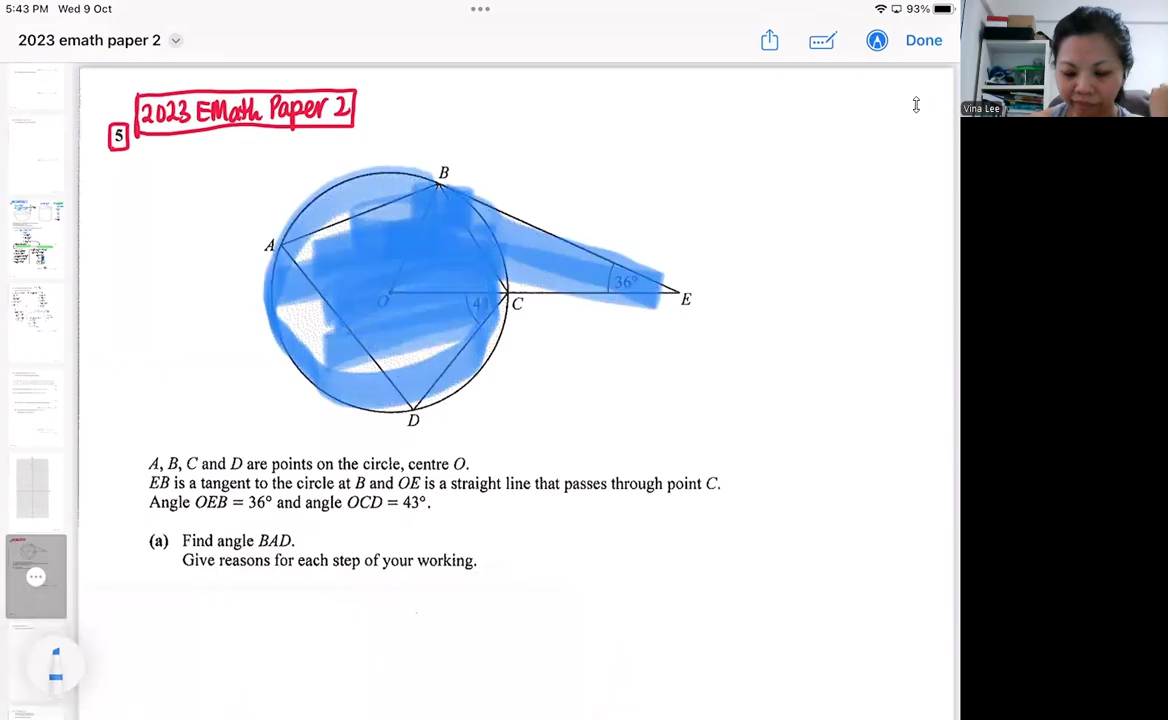 5:43 PM Wed 9 Oct
93%
2023 emath paper 2
Done
Vina Lee
2023 EMath Paper 2
5
B
A
36°
O
43
C
E
D
A, B, C and D are points on the circle, centre O.
EB is a tangent to the circle at B and OE is a straight line that passes through point C.
Angle OEB = 36° and angle OCD = 43°.
(a) Find angle BAD.
Give reasons for each step of your working.